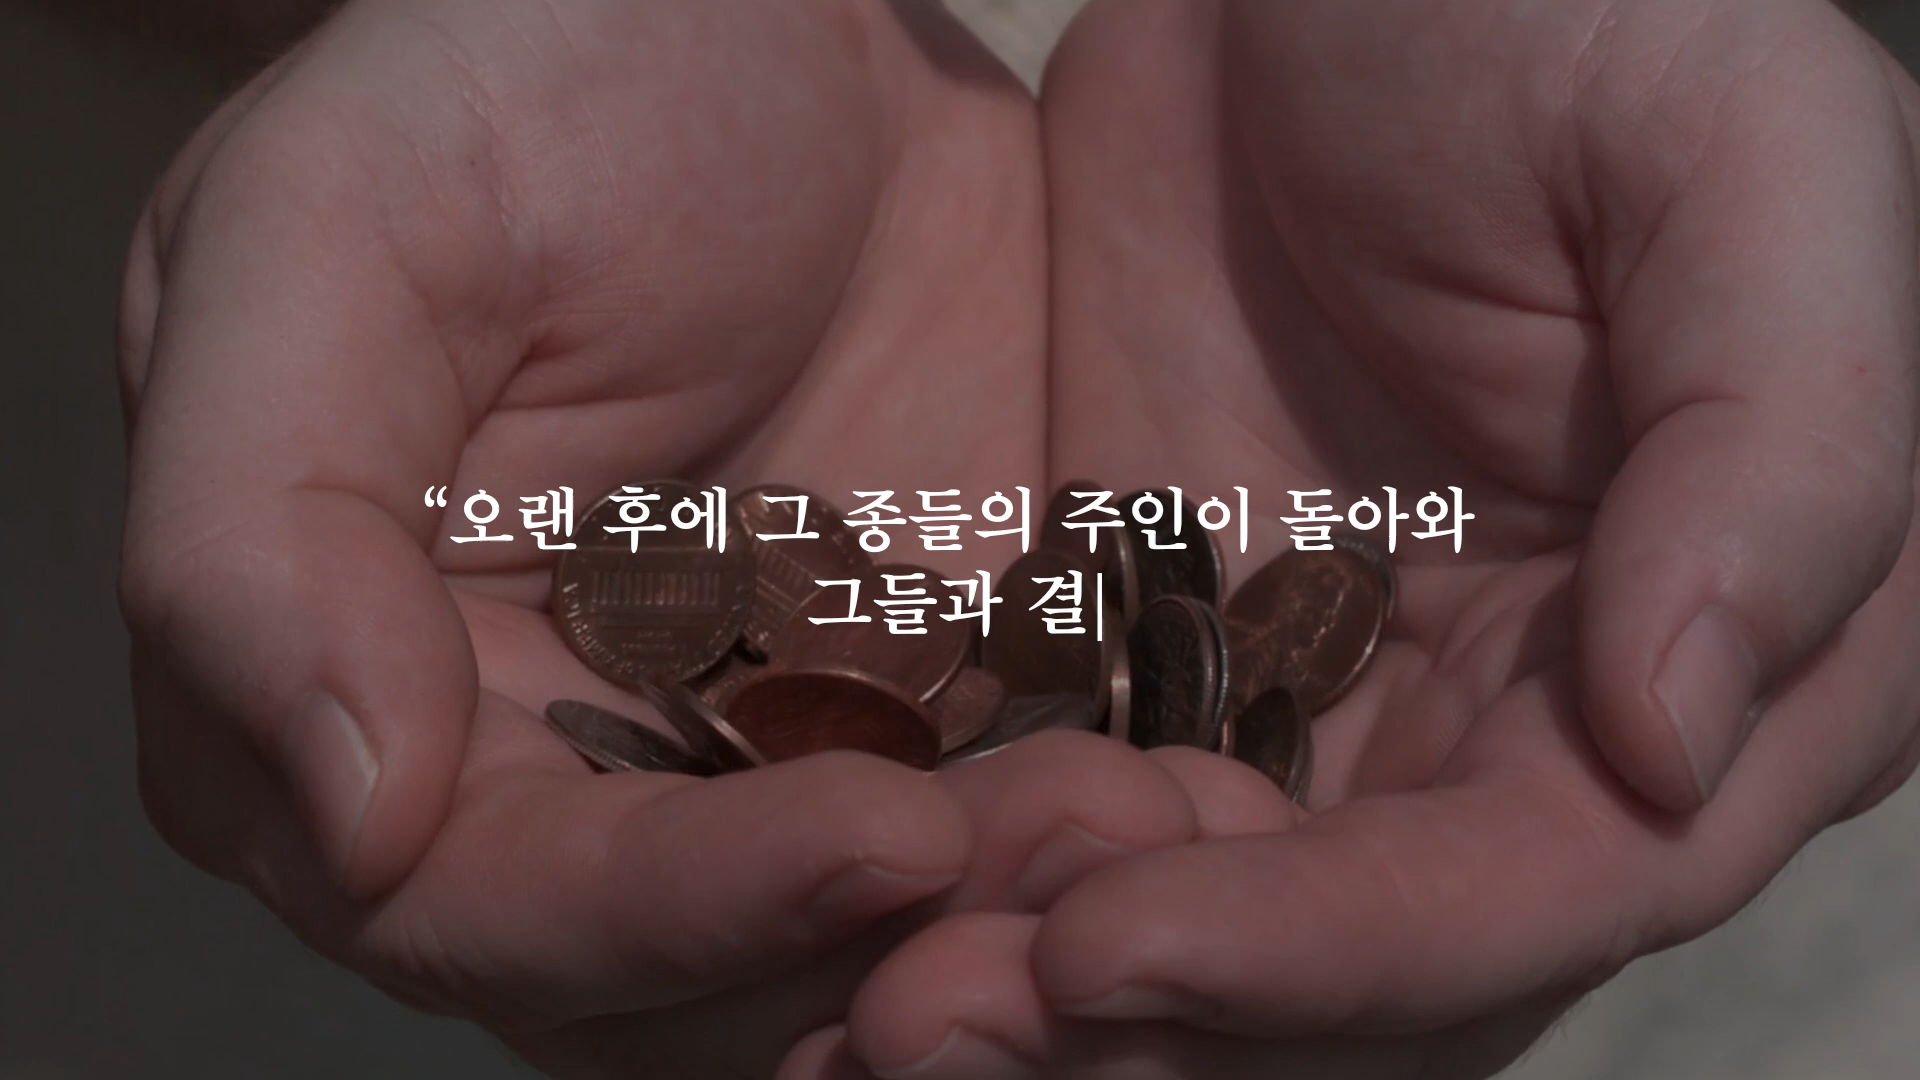 “오랜 후에 그 종들의 주인이 돌아와
그들과 결|